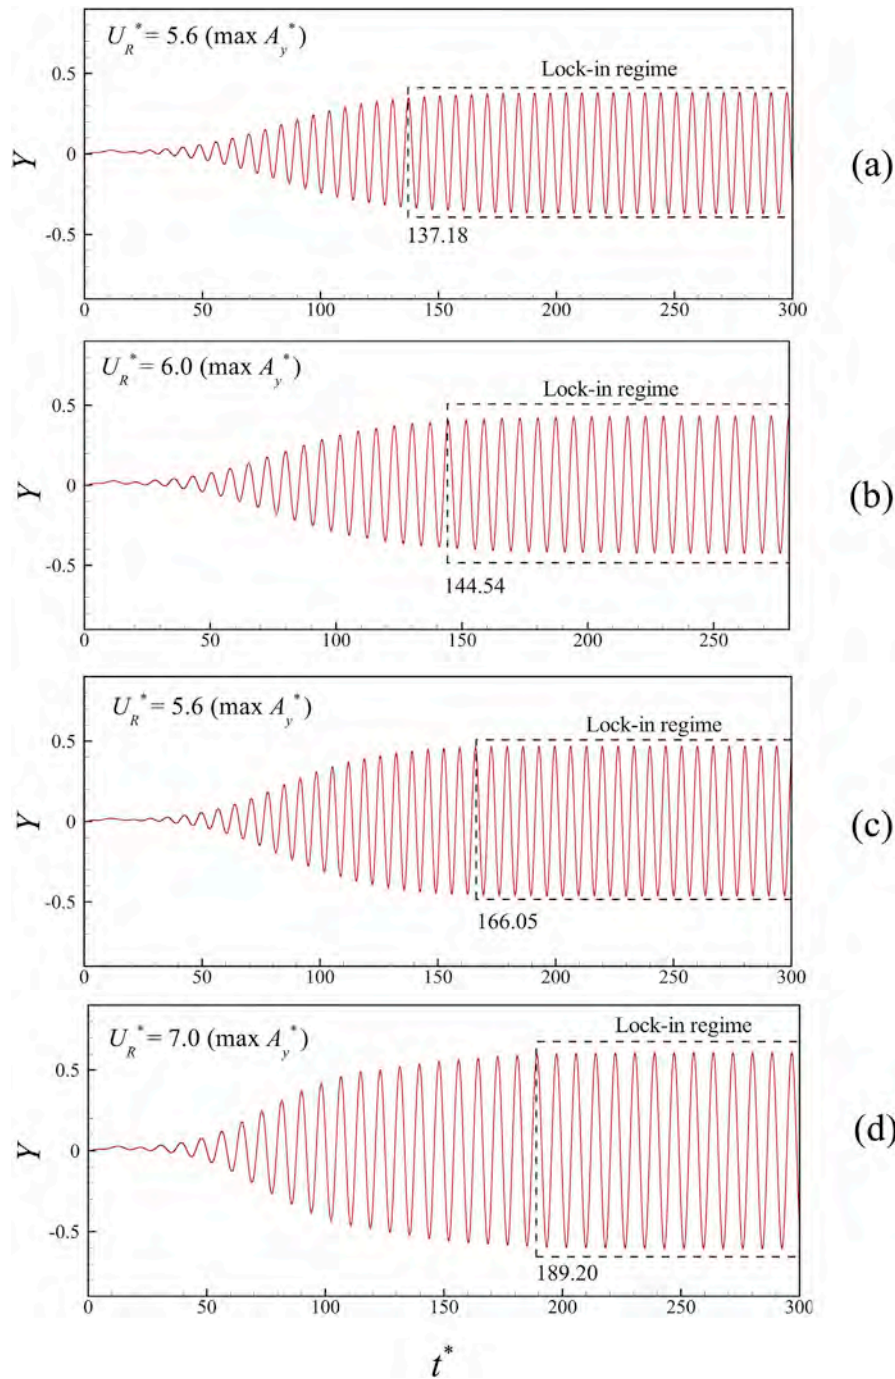 U_R^* = 5.6 (max A_y^*)
Lock-in regime
0.5
0
-0.5
Y
137.18
0 50 100 150 200 250 300
(a)
U_R^* = 6.0 (max A_y^*)
Lock-in regime
0.5
0
-0.5
Y
144.54
0 50 100 150 200 250
(b)
U_R^* = 5.6 (max A_y^*)
Lock-in regime
0.5
0
-0.5
Y
166.05
0 50 100 150 200 250 300
(c)
U_R^* = 7.0 (max A_y^*)
Lock-in regime
0.5
0
-0.5
Y
189.20
0 50 100 150 200 250 300
(d)
t^*